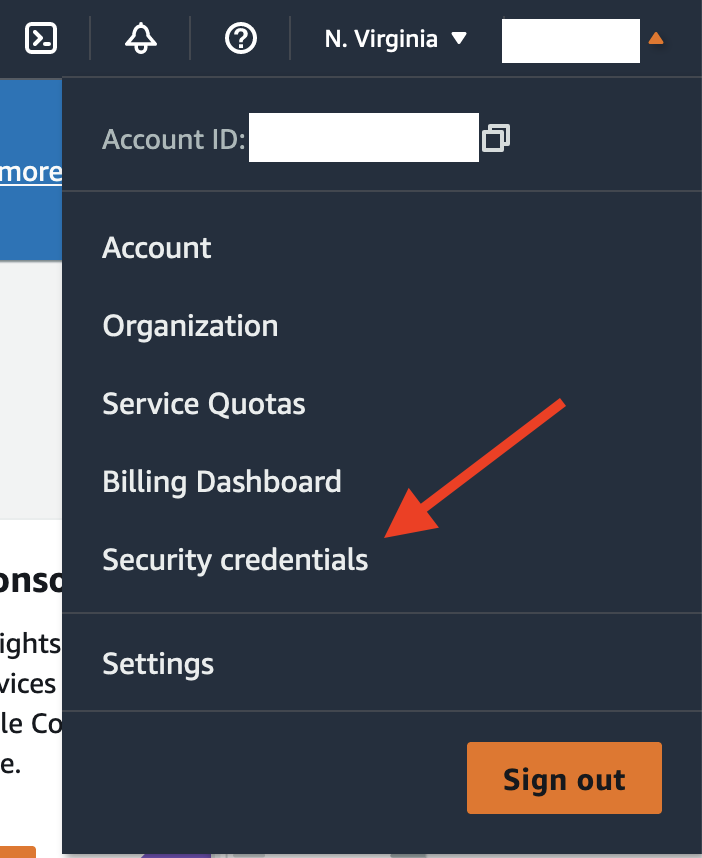 N. Virginia
Account ID:
more
Account
Organization
Service Quotas
Billing Dashboard
Security credentials
onso
ights
vices
le Co
e.
Settings
Sign out